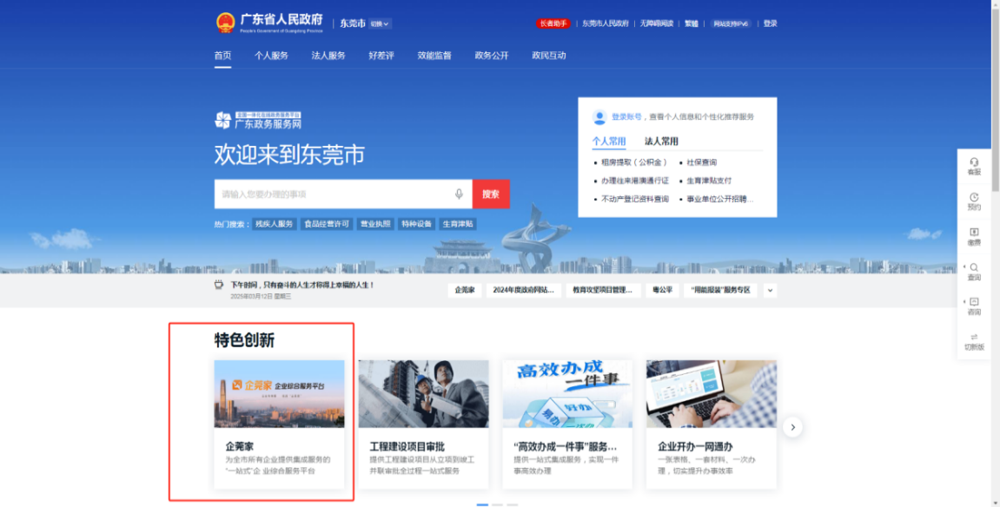 广东省人民政府
People's Government of Guangdong Province
东莞市 切换
长者助手 东莞市人民政府 无障碍阅读 繁體 网站支持IPv6 登录
首页 个人服务 法人服务 好差评 效能监督 政务公开 政民互动
全国一体化在线政务服务平台
广东政务服务网
欢迎来到东莞市
请输入您要办理的事项 搜索
热门搜索： 残疾人服务 食品经营许可 营业执照 特种设备 生育津贴
登录账号，查看个人信息和个性化推荐服务
个人常用 法人常用
租房提取（公积金） 社保查询
办理往来港澳通行证 生育津贴支付
不动产登记资料查询 事业单位公开招聘...
客服
预约
缴费
查询
咨询
切新版
下午时间，只有奋斗的人生才称得上幸福的人生！
2025年03月12日 星期三
企莞家 2024年度政府网站... 教育攻坚项目管理... 粤公平 “用能报装”服务专区
特色创新
企莞家 企业综合服务平台
高效办成
一件事
企莞家
为全市所有企业提供集成服务的
“一站式”企业综合服务平台
工程建设项目审批
提供工程建设项目从立项到竣工
并联审批全过程一站式服务
“高效办成一件事”服务...
提供一站式集成服务，实现一件
事高效办理
企业开办一网通办
一张表格、一套材料、一次办
理，切实提升办事效率